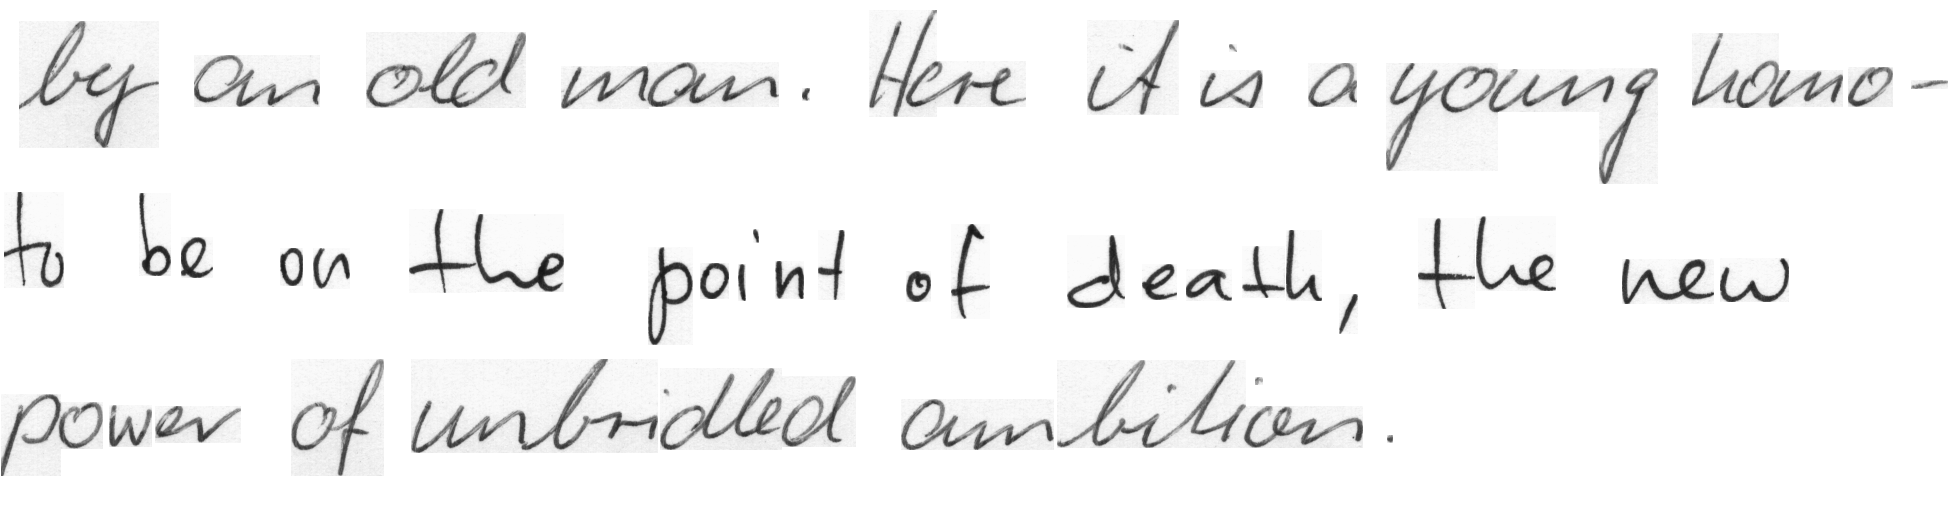 by an old man. Here it is a young homo-
to be on the point of death, the new
power of unbridled ambition.